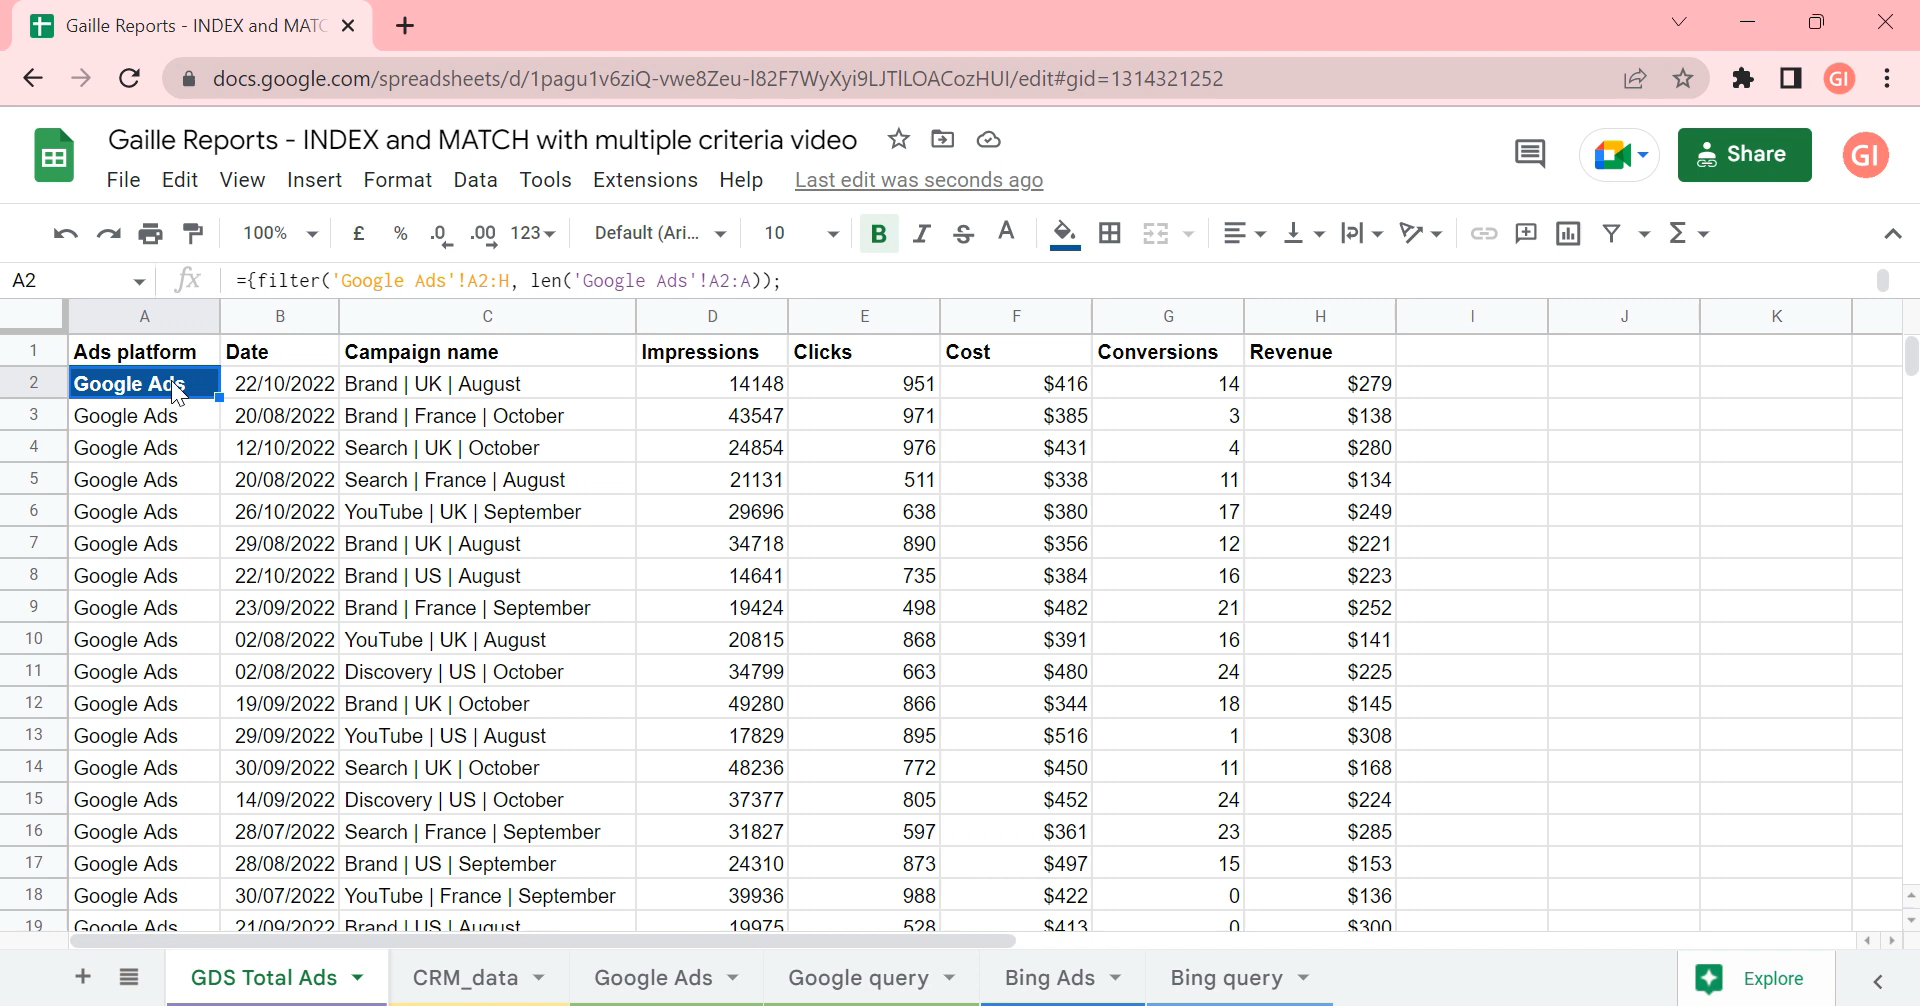 Gaille Reports - INDEX and MATC
docs.google.com/spreadsheets/d/1pagu1v6ziQ-vwe8Zeu-l82F7WyXyi9LJTlLOACozHUI/edit#gid=1314321252
GI
Gaille Reports - INDEX and MATCH with multiple criteria video
Share
GI
File Edit View Insert Format Data Tools Extensions Help Last edit was seconds ago
100% £ % .0 .00 123 Default (Ari... 10 B I S A
A2 fx ={filter('Google Ads'!A2:H, len('Google Ads'!A2:A));
A B C D E F G H I J K
1 Ads platform Date Campaign name Impressions Clicks Cost Conversions Revenue
2 Google Ads 22/10/2022 Brand | UK | August 14148 951 $416 14 $279
3 Google Ads 20/08/2022 Brand | France | October 43547 971 $385 3 $138
4 Google Ads 12/10/2022 Search | UK | October 24854 976 $431 4 $280
5 Google Ads 20/08/2022 Search | France | August 21131 511 $338 11 $134
6 Google Ads 26/10/2022 YouTube | UK | September 29696 638 $380 17 $249
7 Google Ads 29/08/2022 Brand | UK | August 34718 890 $356 12 $221
8 Google Ads 22/10/2022 Brand | US | August 14641 735 $384 16 $223
9 Google Ads 23/09/2022 Brand | France | September 19424 498 $482 21 $252
10 Google Ads 02/08/2022 YouTube | UK | August 20815 868 $391 16 $141
11 Google Ads 02/08/2022 Discovery | US | October 34799 663 $480 24 $225
12 Google Ads 19/09/2022 Brand | UK | October 49280 866 $344 18 $145
13 Google Ads 29/09/2022 YouTube | US | August 17829 895 $516 1 $308
14 Google Ads 30/09/2022 Search | UK | October 48236 772 $450 11 $168
15 Google Ads 14/09/2022 Discovery | US | October 37377 805 $452 24 $224
16 Google Ads 28/07/2022 Search | France | September 31827 597 $361 23 $285
17 Google Ads 28/08/2022 Brand | US | September 24310 873 $497 15 $153
18 Google Ads 30/07/2022 YouTube | France | September 39936 988 $422 0 $136
19 Google Ads 21/09/2022 Brand | US | August 19975 528 $413 0 $300
GDS Total Ads CRM_data Google Ads Google query Bing Ads Bing query Explore